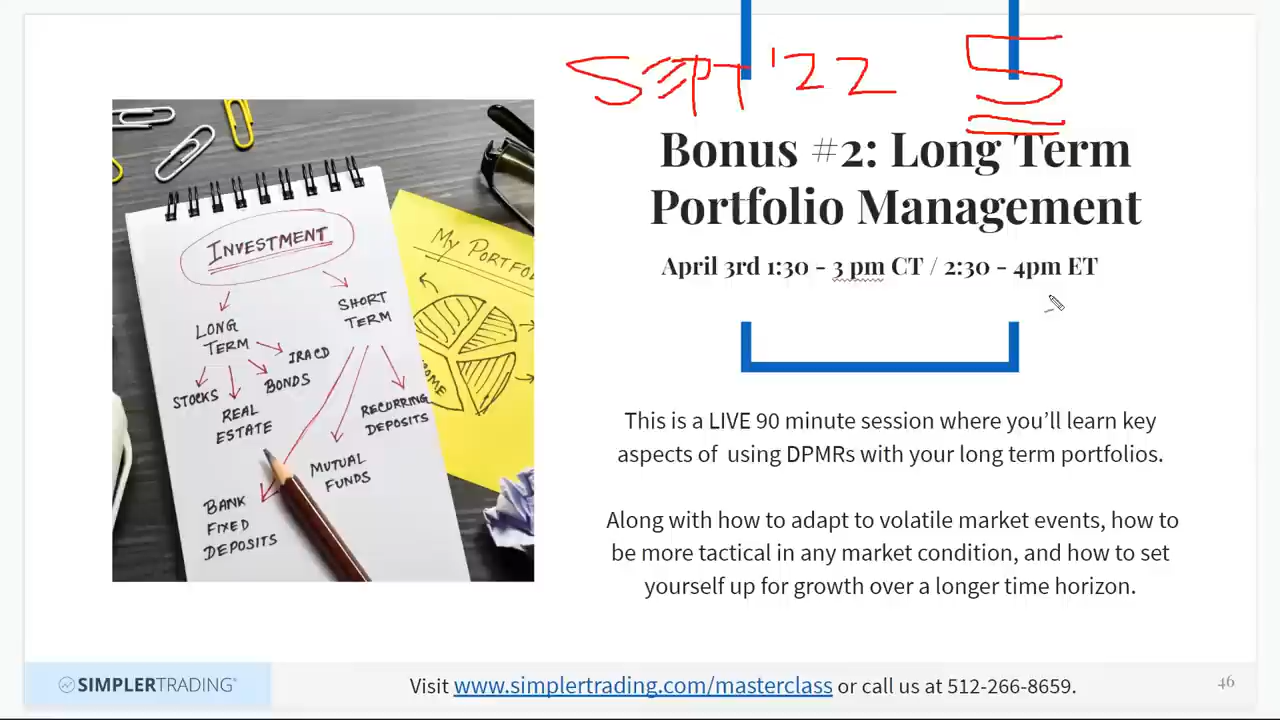 SEPT '22 5
Bonus #2: Long Term
Portfolio Management
April 3rd 1:30 - 3 pm CT / 2:30 - 4pm ET
INVESTMENT
MY PORTFO
LONG
TERM
SHORT
TERM
STOCKS
REAL
ESTATE
BONDS
IRA CD
RECURRING
DEPOSITS
MUTUAL
FUNDS
BANK
FIXED
DEPOSITS
This is a LIVE 90 minute session where you’ll learn key
aspects of using DPMRs with your long term portfolios.
Along with how to adapt to volatile market events, how to
be more tactical in any market condition, and how to set
yourself up for growth over a longer time horizon.
SIMPLERTRADING®
Visit www.simplertrading.com/masterclass or call us at 512-266-8659.
46